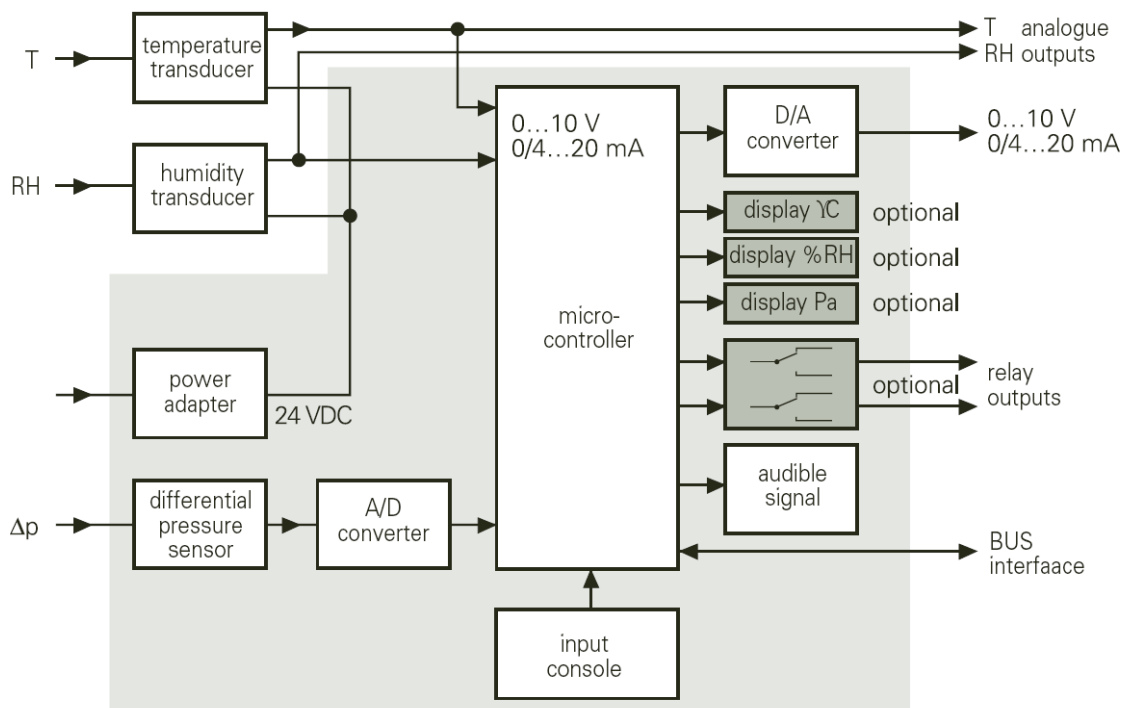 T
temperature
transducer
T analogue
RH outputs
RH
humidity
transducer
0...10 V
0/4...20 mA
micro-
controller
D/A
converter
0...10 V
0/4...20 mA
display ϒC
optional
display %RH
optional
display Pa
optional
optional
relay
outputs
power
adapter
24 VDC
audible
signal
Δp
differential
pressure
sensor
A/D
converter
BUS
interfaace
input
console